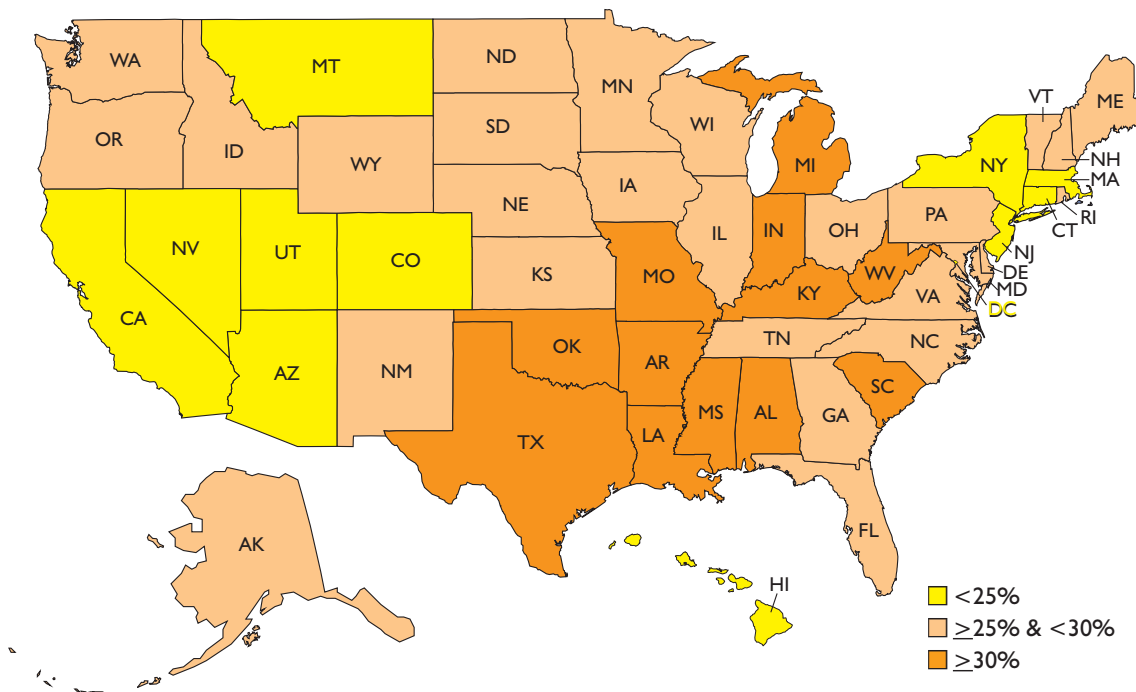 WA
MT
ND
MN
VT
ME
OR
ID
SD
WI
WY
MI
NY
NH
MA
IA
NE
PA
RI
CT
NV
UT
CO
IL
IN
OH
NJ
KS
MO
WV
DE
MD
KY
VA
DC
CA
TN
NC
AZ
NM
OK
AR
SC
MS
AL
GA
TX
LA
FL
AK
HI
<25%
≥25% & <30%
≥30%